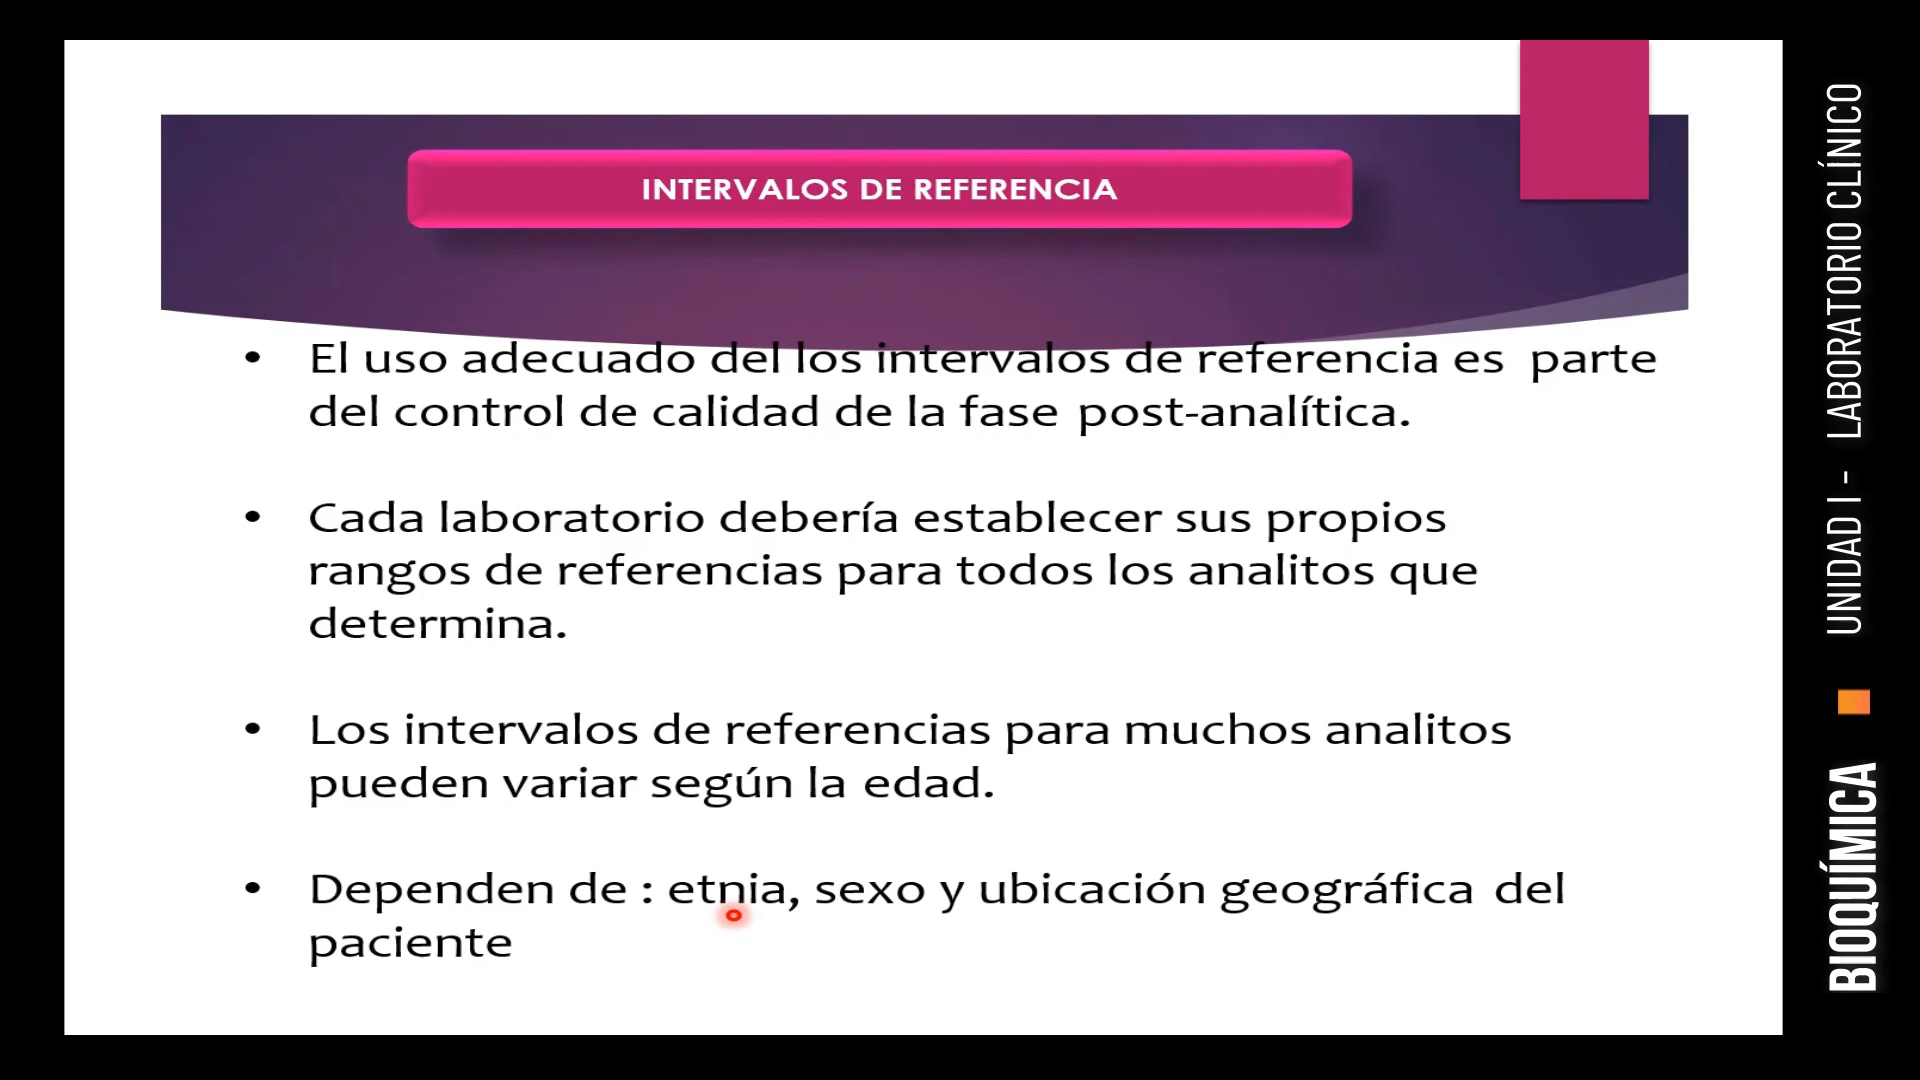 INTERVALOS DE REFERENCIA
• El uso adecuado del los intervalos de referencia es parte
del control de calidad de la fase post-analítica.
• Cada laboratorio debería establecer sus propios
rangos de referencias para todos los analitos que
determina.
• Los intervalos de referencias para muchos analitos
pueden variar según la edad.
• Dependen de : etnia, sexo y ubicación geográfica del
paciente
BIOQUÍMICA ■ UNIDAD I - LABORATORIO CLÍNICO